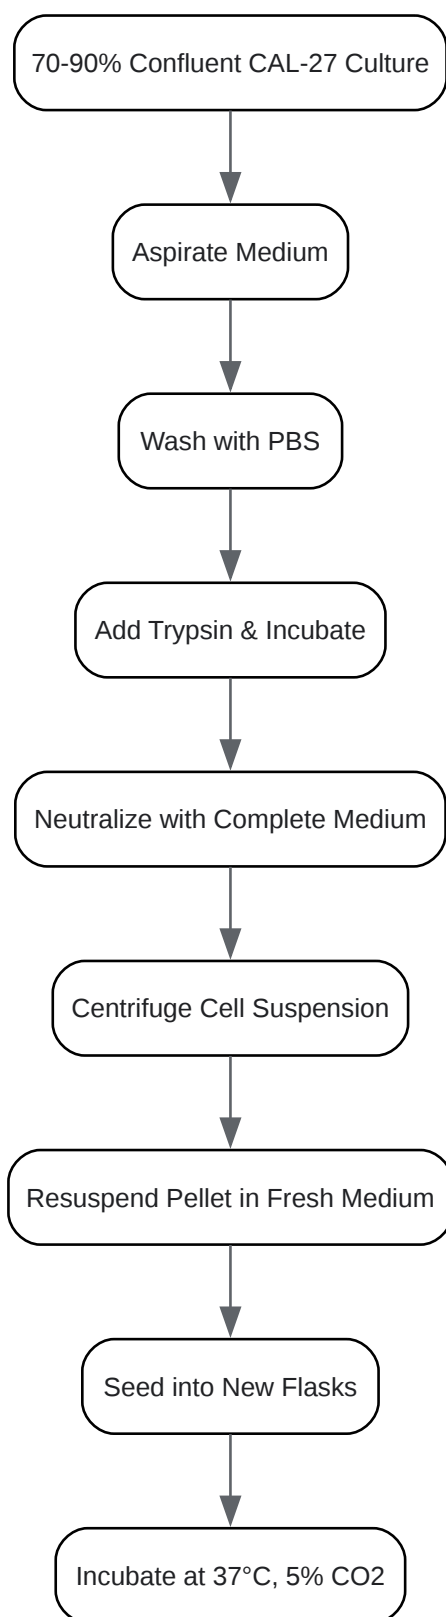 70-90% Confluent CAL-27 Culture
Aspirate Medium
Wash with PBS
Add Trypsin & Incubate
Neutralize with Complete Medium
Centrifuge Cell Suspension
Resuspend Pellet in Fresh Medium
Seed into New Flasks
Incubate at 37°C, 5% CO2